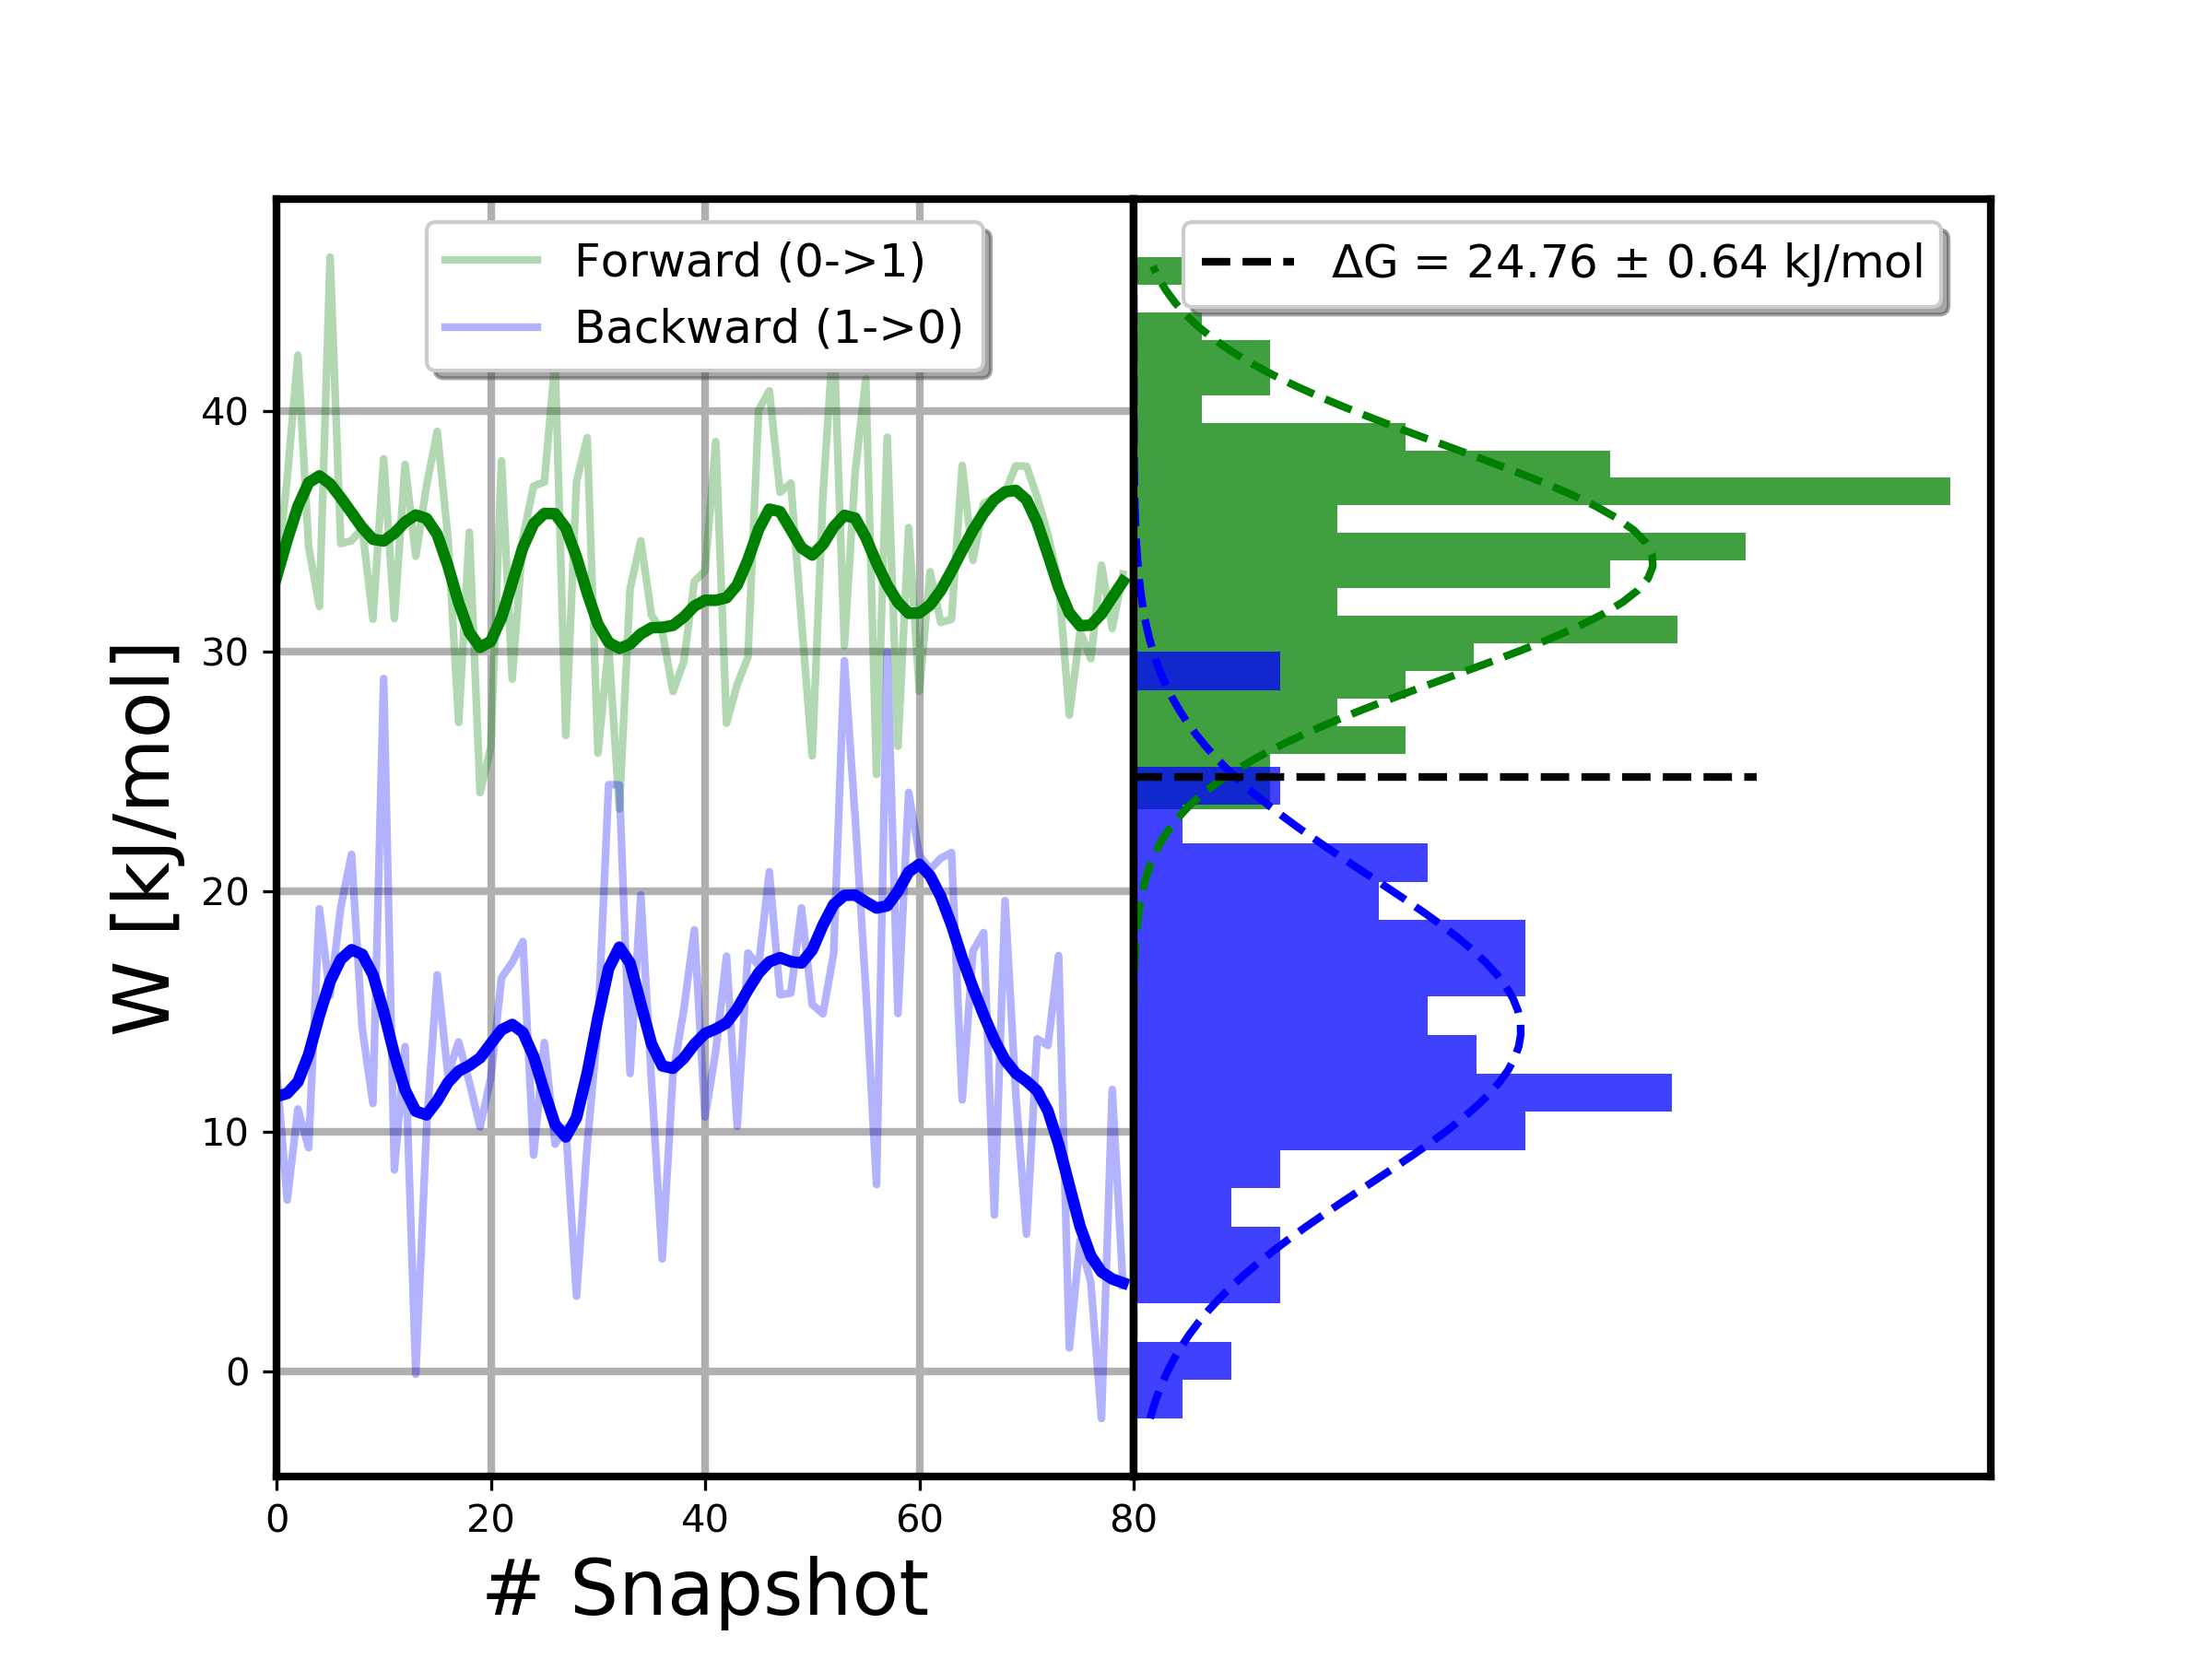 Forward (0->1)
Backward (1->0)
ΔG = 24.76 ± 0.64 kJ/mol
W [kJ/mol]
40
30
20
10
0
0 20 40 60 80
# Snapshot